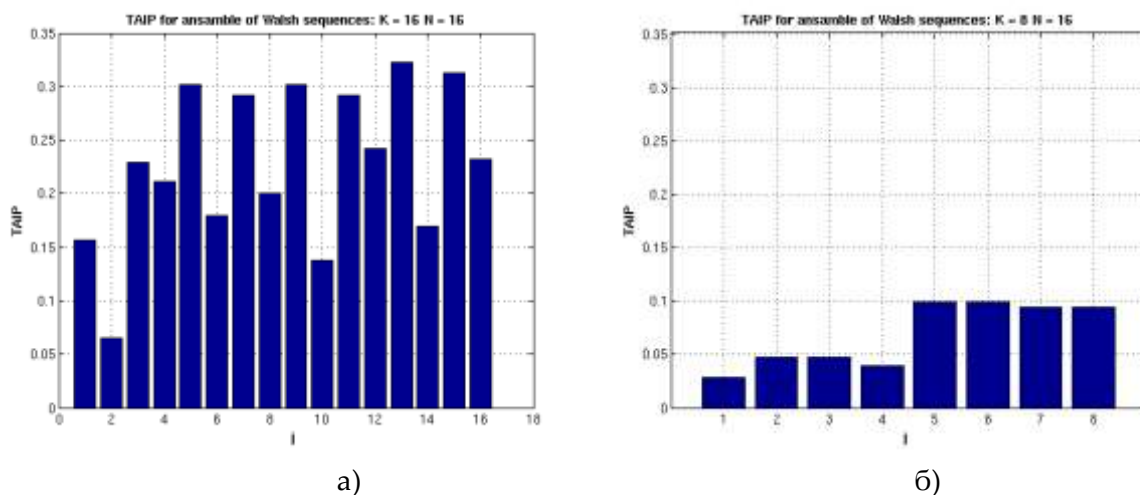 TAIP for ansamble of Walsh sequences: K = 16 N = 16
0.35
0.3
0.25
0.2
0.15
0.1
0.05
0
TAIP
0 2 4 6 8 10 12 14 16 18
I
а)
TAIP for ansamble of Walsh sequences: K = 8 N = 16
0.35
0.3
0.25
0.2
0.15
0.1
0.05
0
TAIP
1 2 3 4 5 6 7 8
I
б)